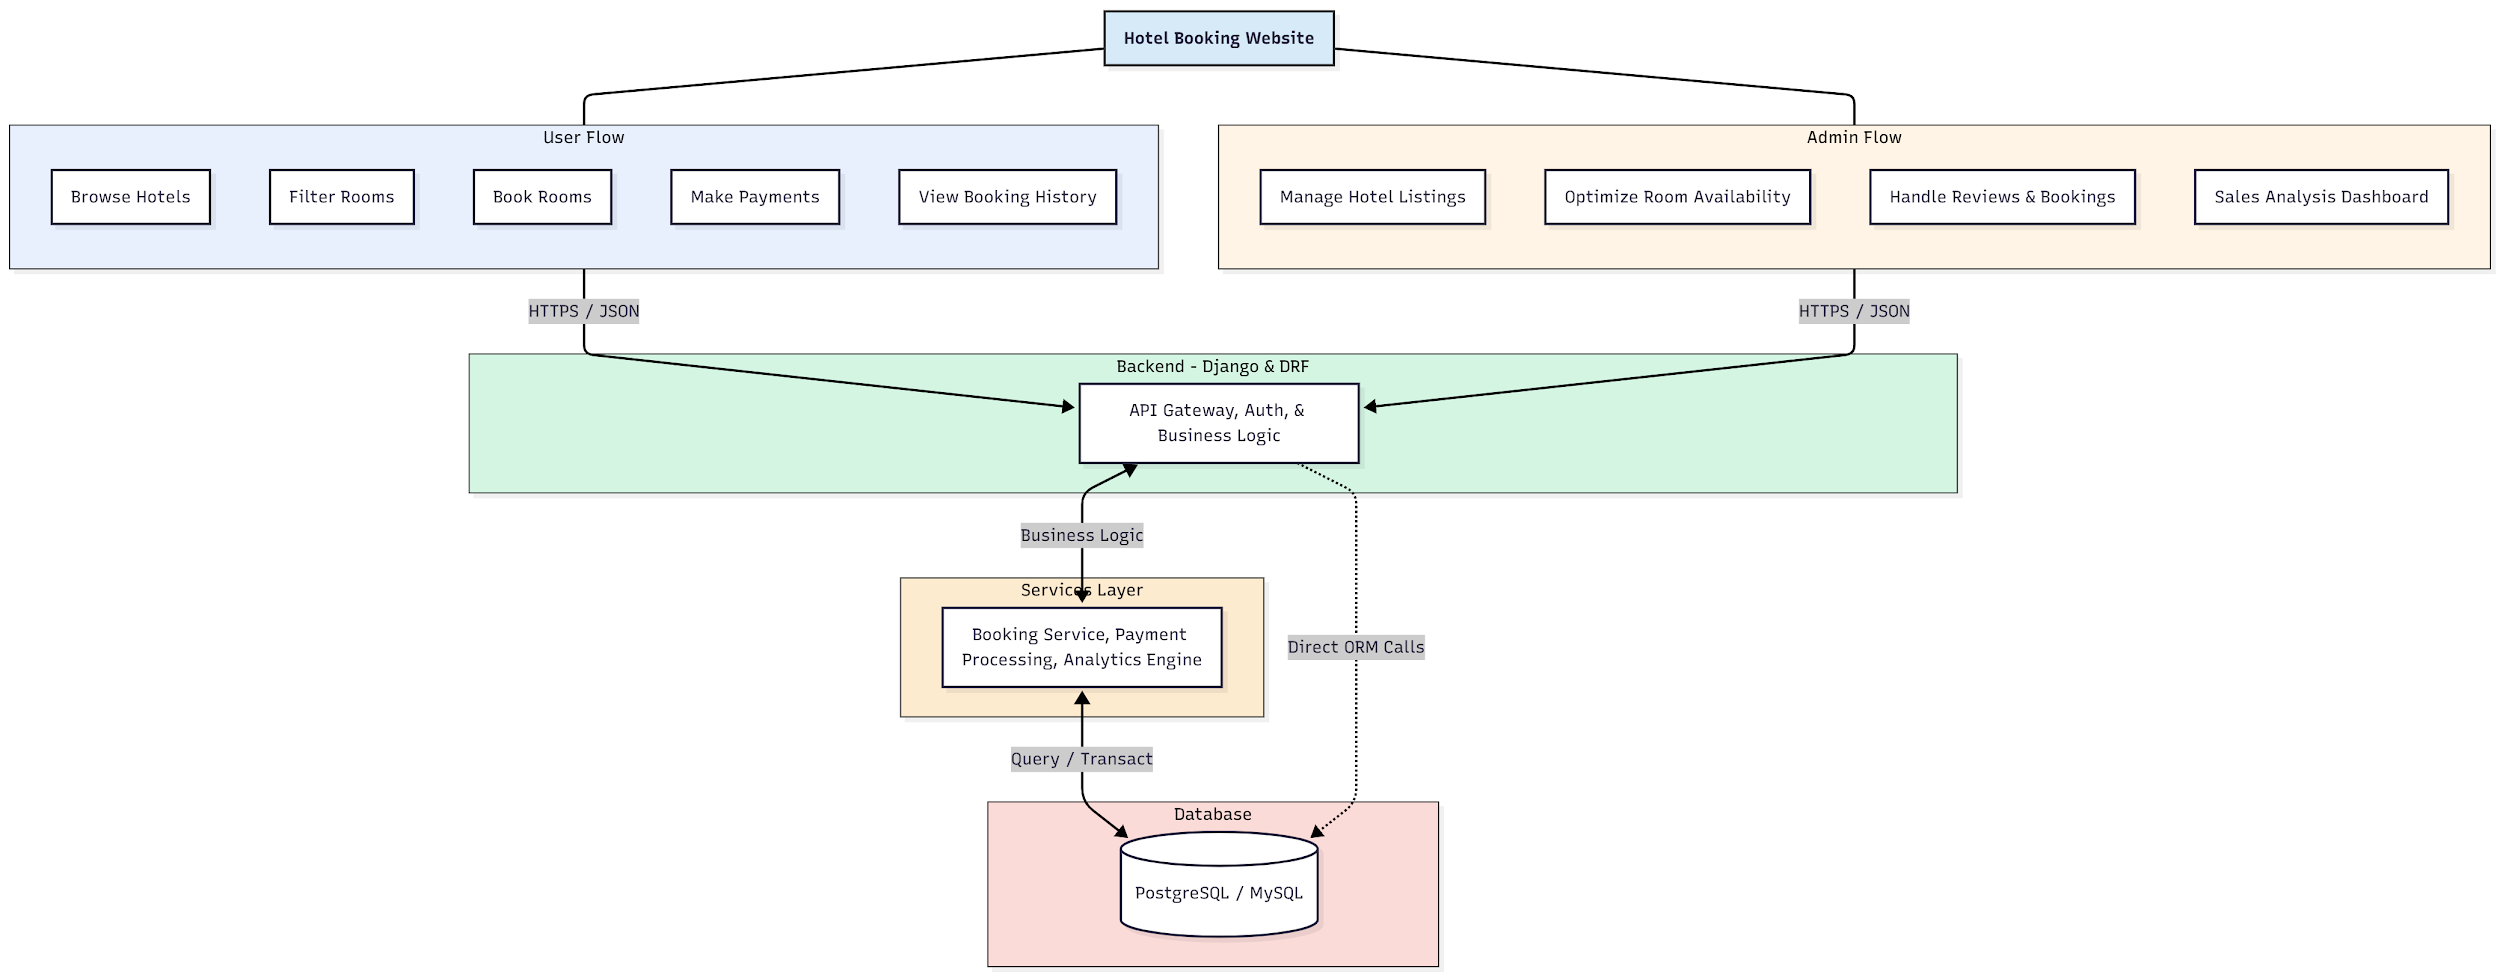 Hotel Booking Website
User Flow
Admin Flow
Browse Hotels
Filter Rooms
Book Rooms
Make Payments
View Booking History
Manage Hotel Listings
Optimize Room Availability
Handle Reviews & Bookings
Sales Analysis Dashboard
HTTPS / JSON
HTTPS / JSON
Backend - Django & DRF
API Gateway, Auth, &
Business Logic
Business Logic
Services Layer
Booking Service, Payment
Processing, Analytics Engine
Direct ORM Calls
Query / Transact
Database
PostgreSQL / MySQL